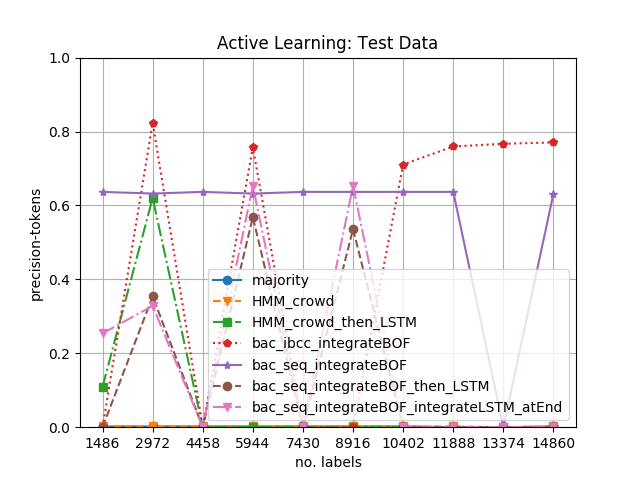 Active Learning: Test Data
1.0
0.8
0.6
0.4
0.2
0.0
precision-tokens
majority
HMM_crowd
HMM_crowd_then_LSTM
bac_ibcc_integrateBOF
bac_seq_integrateBOF
bac_seq_integrateBOF_then_LSTM
bac_seq_integrateBOF_integrateLSTM_atEnd
1486 2972 4458 5944 7430 8916 10402 11888 13374 14860
no. labels